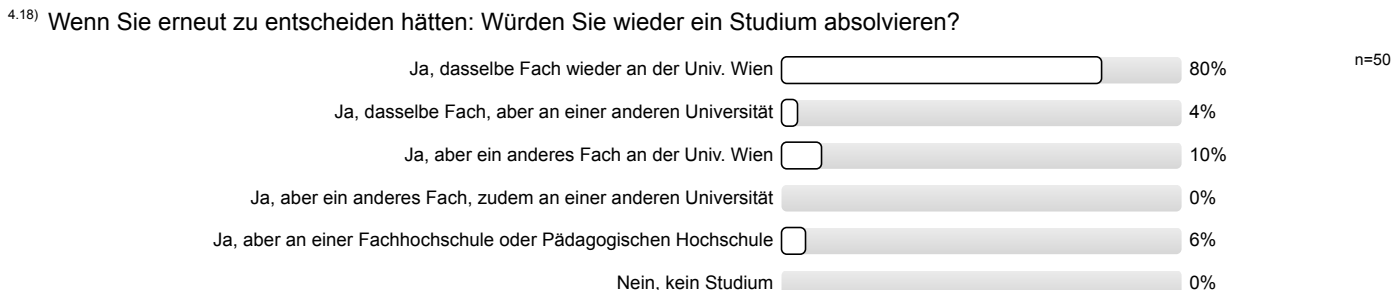 4.18) Wenn Sie erneut zu entscheiden hätten: Würden Sie wieder ein Studium absolvieren?
Ja, dasselbe Fach wieder an der Univ. Wien 80% n=50
Ja, dasselbe Fach, aber an einer anderen Universität 4%
Ja, aber ein anderes Fach an der Univ. Wien 10%
Ja, aber ein anderes Fach, zudem an einer anderen Universität 0%
Ja, aber an einer Fachhochschule oder Pädagogischen Hochschule 6%
Nein, kein Studium 0%